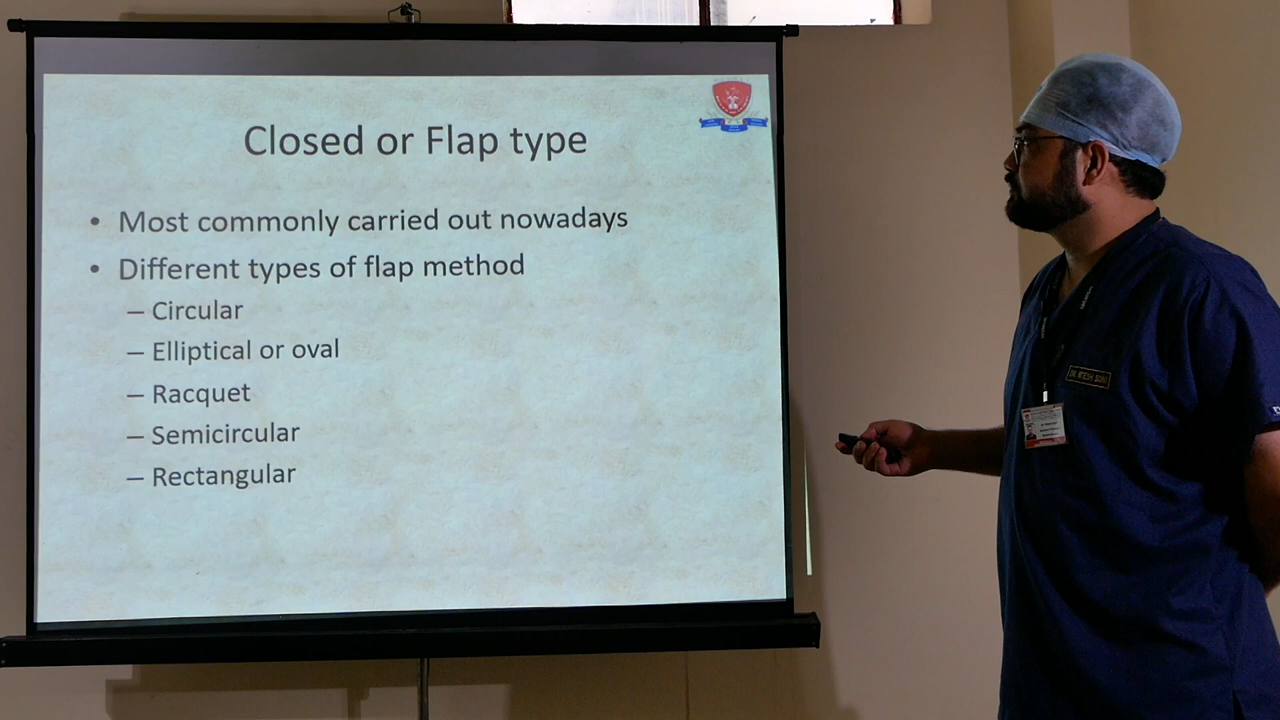 Closed or Flap type
• Most commonly carried out nowadays
• Different types of flap method
– Circular
– Elliptical or oval
– Racquet
– Semicircular
– Rectangular
SONI